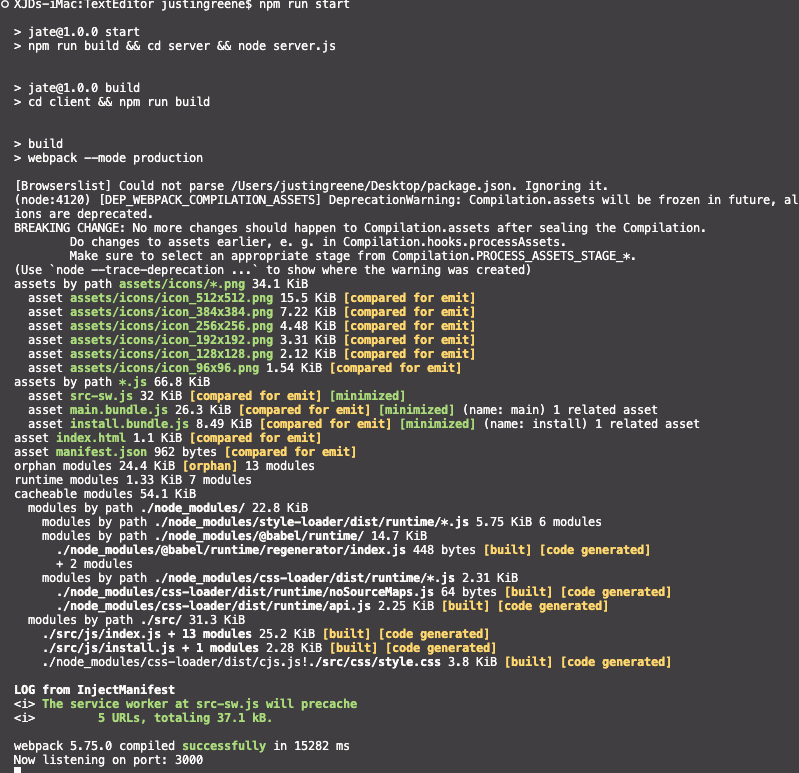 XJDs-iMac:TextEditor justingreene$ npm run start
> jate@1.0.0 start
> npm run build && cd server && node server.js
> jate@1.0.0 build
> cd client && npm run build
> build
> webpack --mode production
[Browserslist] Could not parse /Users/justingreene/Desktop/package.json. Ignoring it.
(node:4120) [DEP_WEBPACK_COMPILATION_ASSETS] DeprecationWarning: Compilation.assets will be frozen in future, al
ions are deprecated.
BREAKING CHANGE: No more changes should happen to Compilation.assets after sealing the Compilation.
Do changes to assets earlier, e. g. in Compilation.hooks.processAssets.
Make sure to select an appropriate stage from Compilation.PROCESS_ASSETS_STAGE_*.
(Use `node --trace-deprecation ...` to show where the warning was created)
assets by path assets/icons/*.png 34.1 KiB
asset assets/icons/icon_512x512.png 15.5 KiB [compared for emit]
asset assets/icons/icon_384x384.png 7.22 KiB [compared for emit]
asset assets/icons/icon_256x256.png 4.48 KiB [compared for emit]
asset assets/icons/icon_192x192.png 3.31 KiB [compared for emit]
asset assets/icons/icon_128x128.png 2.12 KiB [compared for emit]
asset assets/icons/icon_96x96.png 1.54 KiB [compared for emit]
assets by path *.js 66.8 KiB
asset src-sw.js 32 KiB [compared for emit] [minimized]
asset main.bundle.js 26.3 KiB [compared for emit] [minimized] (name: main) 1 related asset
asset install.bundle.js 8.49 KiB [compared for emit] [minimized] (name: install) 1 related asset
asset index.html 1.1 KiB [compared for emit]
asset manifest.json 962 bytes [compared for emit]
orphan modules 24.4 KiB [orphan] 13 modules
runtime modules 1.33 KiB 7 modules
cacheable modules 54.1 KiB
modules by path ./node_modules/ 22.8 KiB
modules by path ./node_modules/style-loader/dist/runtime/*.js 5.75 KiB 6 modules
modules by path ./node_modules/@babel/runtime/ 14.7 KiB
./node_modules/@babel/runtime/regenerator/index.js 448 bytes [built] [code generated]
+ 2 modules
modules by path ./node_modules/css-loader/dist/runtime/*.js 2.31 KiB
./node_modules/css-loader/dist/runtime/noSourceMaps.js 64 bytes [built] [code generated]
./node_modules/css-loader/dist/runtime/api.js 2.25 KiB [built] [code generated]
modules by path ./src/ 31.3 KiB
./src/js/index.js + 13 modules 25.2 KiB [built] [code generated]
./src/js/install.js + 1 modules 2.28 KiB [built] [code generated]
./node_modules/css-loader/dist/cjs.js!./src/css/style.css 3.8 KiB [built] [code generated]
LOG from InjectManifest
<i> The service worker at src-sw.js will precache
<i> 5 URLs, totaling 37.1 kB.
webpack 5.75.0 compiled successfully in 15282 ms
Now listening on port: 3000